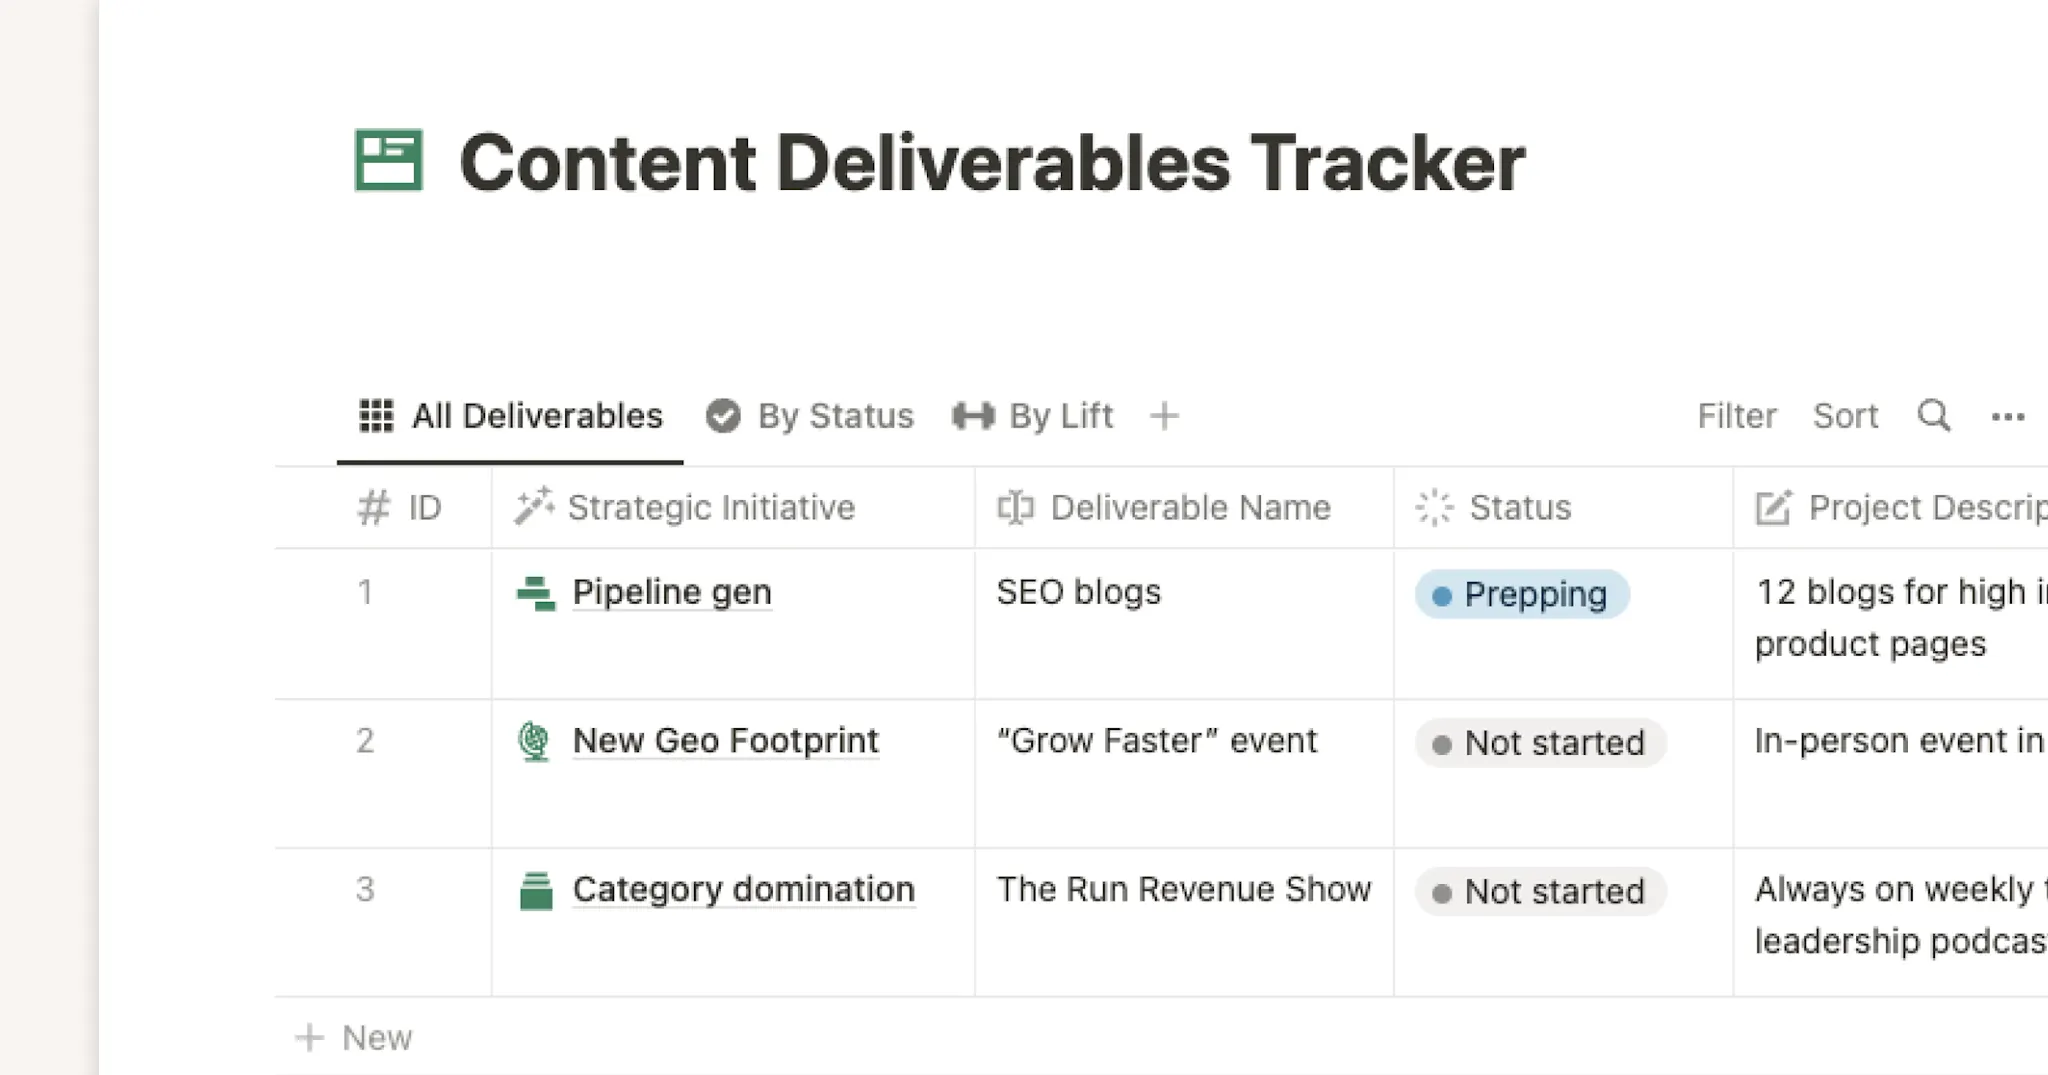 Content Deliverables Tracker
All Deliverables By Status By Lift + Filter Sort •••
# ID Strategic Initiative Deliverable Name Status Project
1 Pipeline gen SEO blogs Prepping 12 blogs for high
product pages
2 New Geo Footprint “Grow Faster” event Not started In-person event in
3 Category domination The Run Revenue Show Not started Always on weekly
leadership
+ New